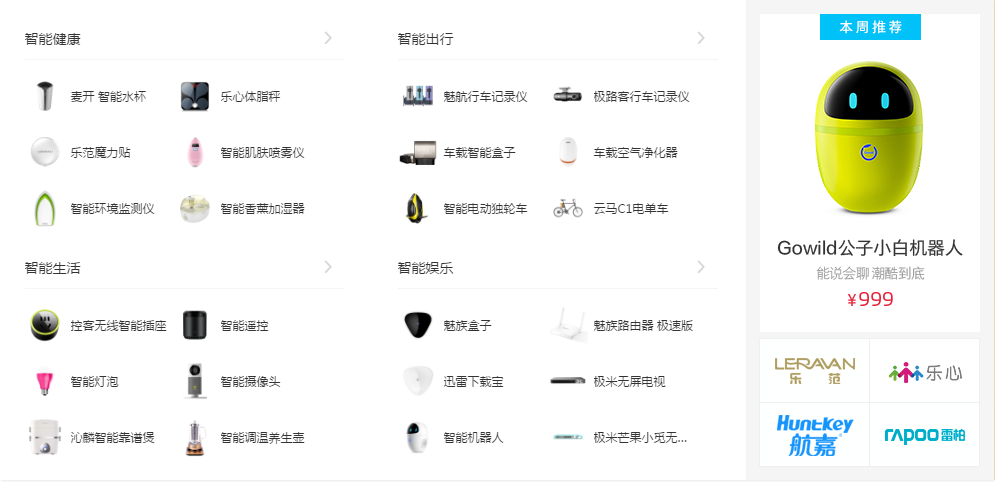 智能健康
麦开 智能水杯
乐心体脂秤
乐范魔力贴
智能肌肤喷雾仪
智能环境监测仪
智能香薰加湿器
智能出行
魅航行车记录仪
极路客行车记录仪
车载智能盒子
车载空气净化器
智能电动独轮车
云马C1电单车
智能生活
控客无线智能插座
智能遥控
智能灯泡
智能摄像头
沁麟智能靠谱煲
智能调温养生壶
智能娱乐
魅族盒子
魅族路由器 极速版
迅雷下载宝
极米无屏电视
智能机器人
极米芒果小觅无...
本周推荐
Gowild公子小白机器人
能说会聊 潮酷到底
¥999
LERAVAN
乐范
乐心
HuntKey
航嘉
rapoo 雷柏